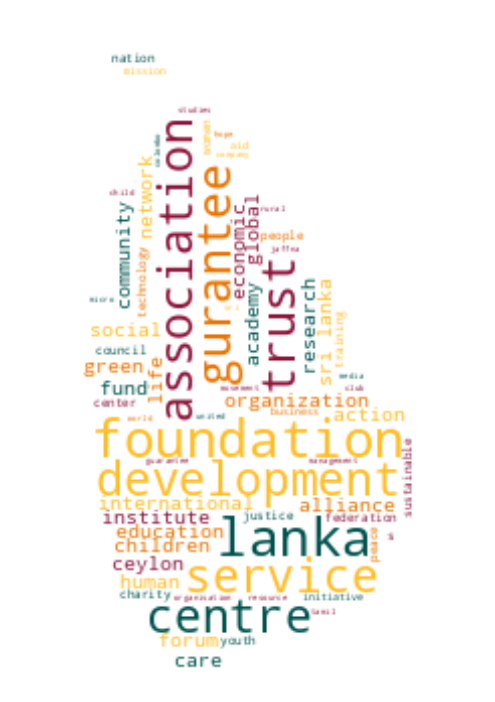 nation
mission
studies
colombo
women
hope
aid
company
association
network
gurantee
child
community
economic
global
rural
people
jaffna
technology
trust
academy
research
sri lanka
micro
training
social
council
green
life
media
fund
movement
club
center
organization
business
action
world
united
foundation
sustainable
guarantee
management
development
international
alliance
institute
justice
federation
education
lanka
peace
s
children
ceylon
service
human
charity
organisation
resource
initiative
centre
tamil
forum
youth
care